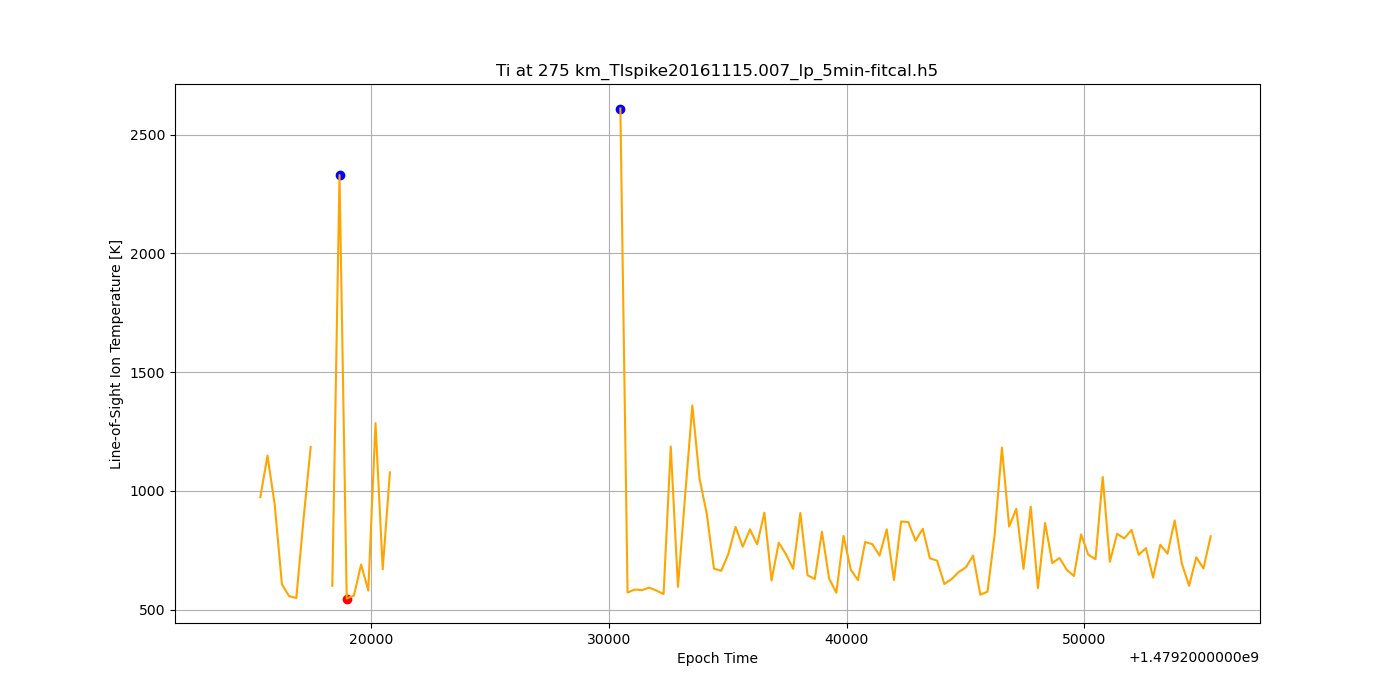 Ti at 275 km_TIspike20161115.007_lp_5min-fitcal.h5
Line-of-Sight Ion Temperature [K]
2500
2000
1500
1000
500
20000 30000 40000 50000
Epoch Time
+1.4792000000e9